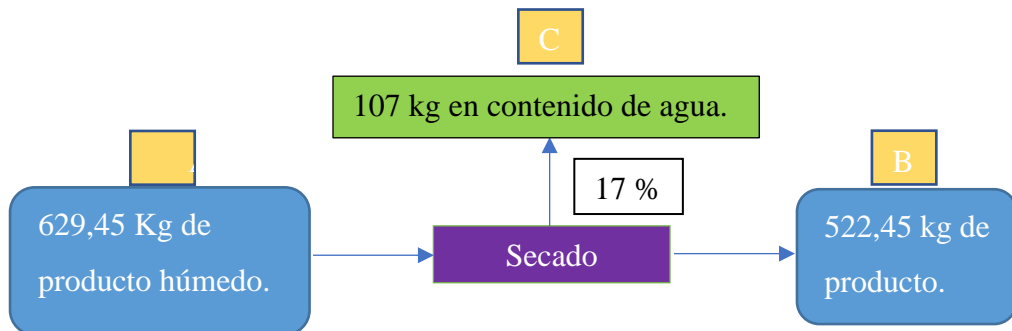 C
107 kg en contenido de agua.
B
17 %
629,45 Kg de
producto húmedo.
Secado
522,45 kg de
producto.